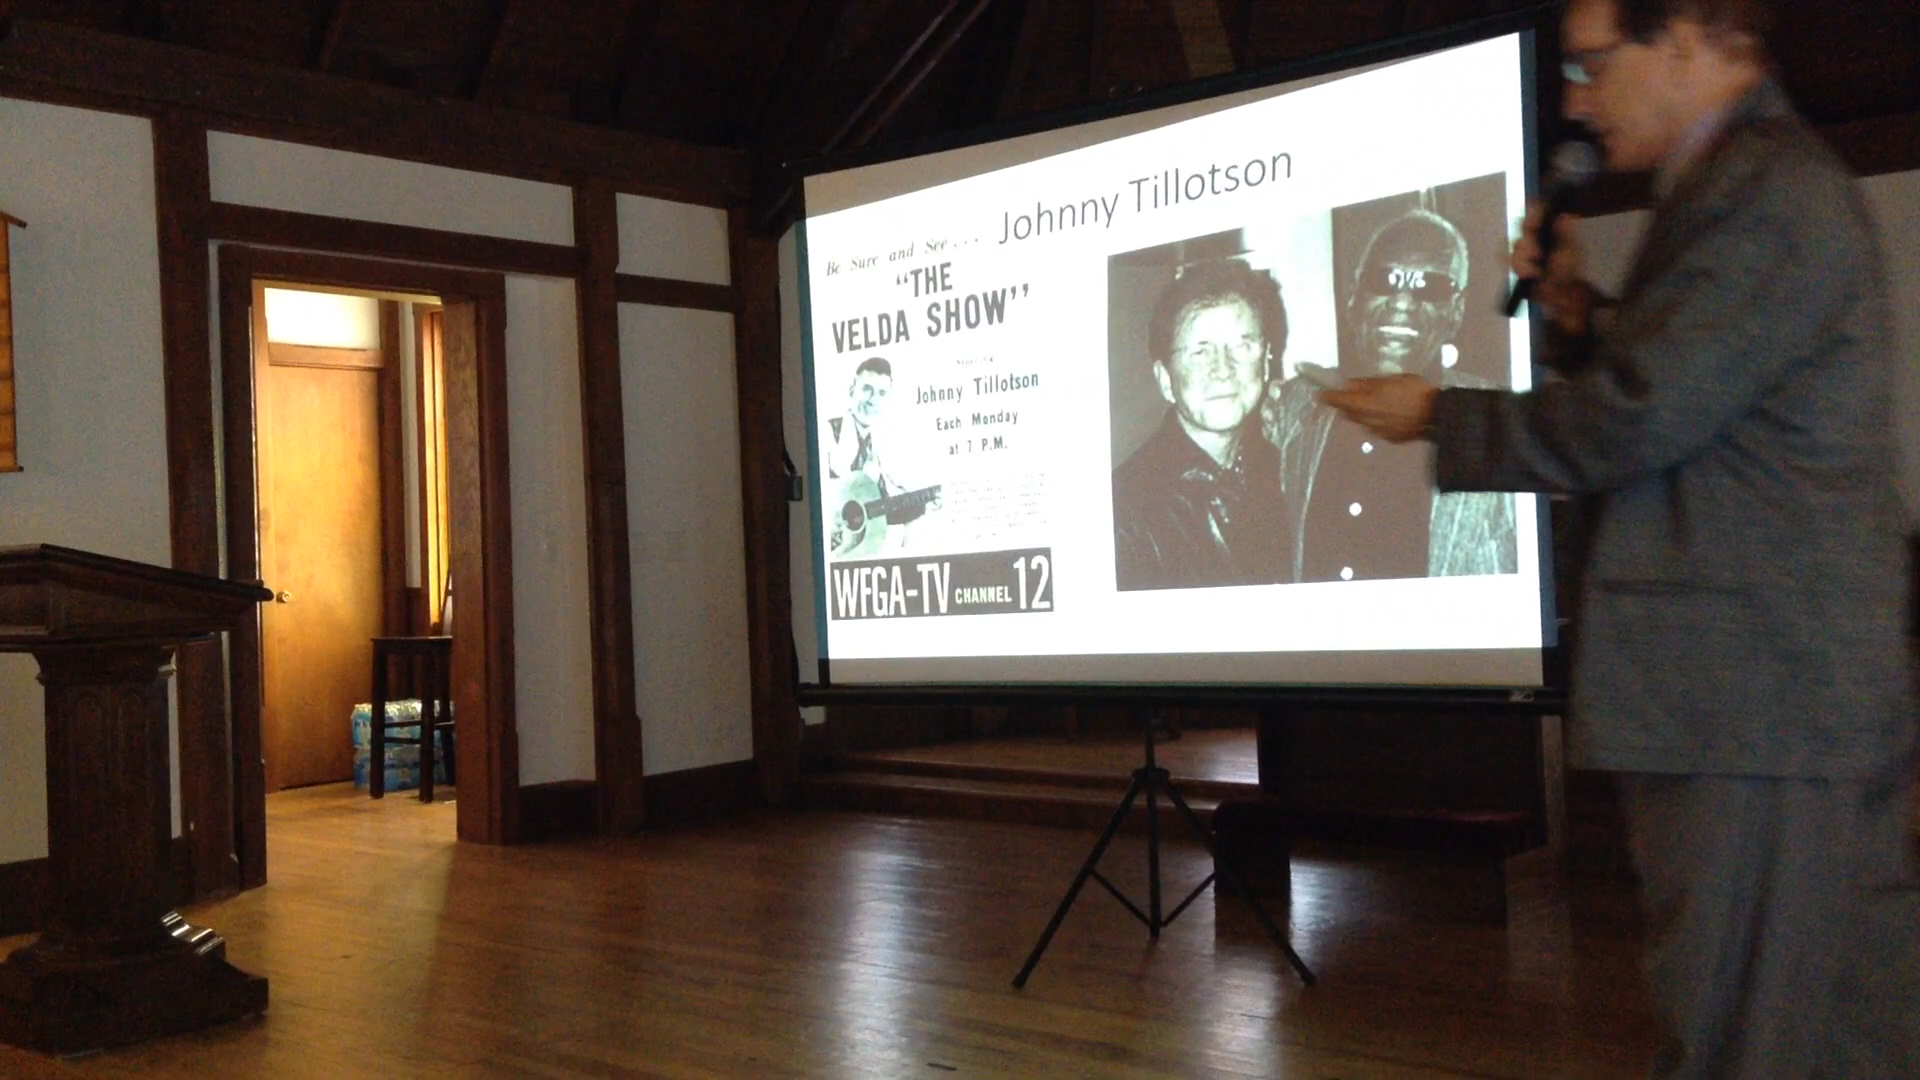 Johnny Tillotson
Be Sure and See...
"THE
VELDA SHOW"
Starring
Johnny Tillotson
Each Monday
at 7 P.M.
WFGA-TV CHANNEL 12